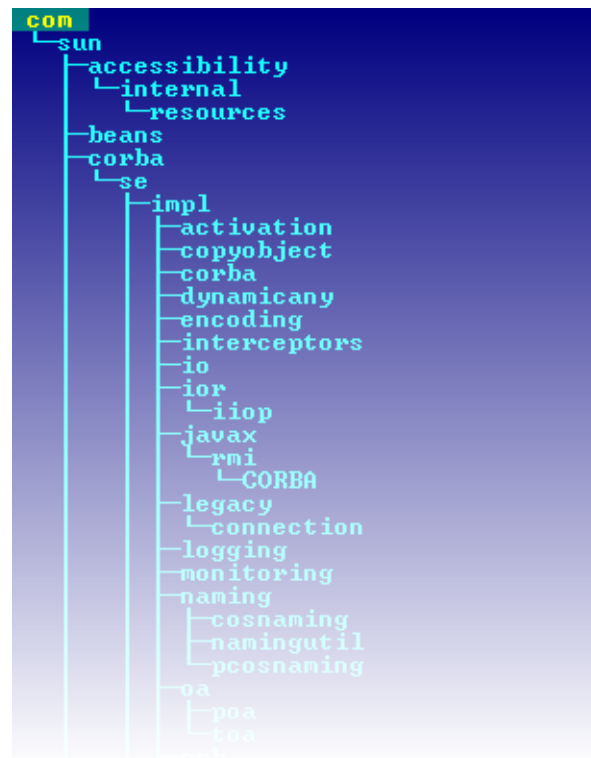 com
sun
accessibility
internal
resources
beans
corba
se
impl
activation
copyobject
corba
dynamicany
encoding
interceptors
io
ior
iiop
javax
rmi
CORBA
legacy
connection
logging
monitoring
naming
cosnaming
namingutil
pcosnaming
oa
poa
toa